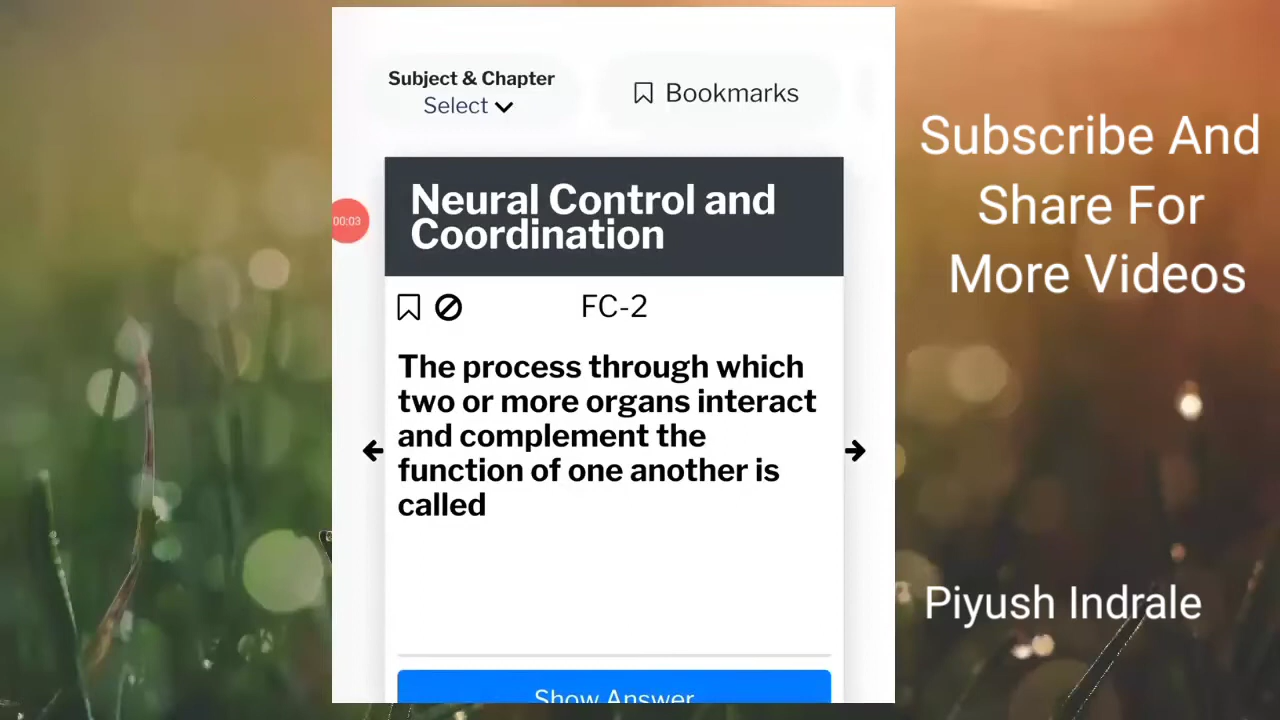 Subject & Chapter
Select
Bookmarks
Neural Control and
Coordination
00:03
FC-2
The process through which
two or more organs interact
and complement the
function of one another is
called
Show Answer
Subscribe And
Share For
More Videos
Piyush Indrale